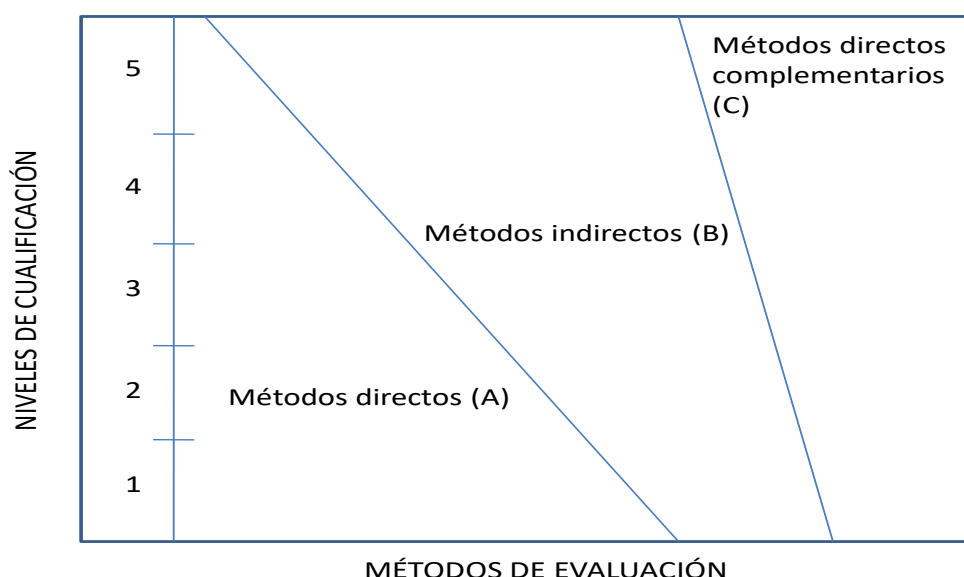 NIVELES DE CUALIFICACIÓN
5
4
3
2
1
Métodos directos
complementarios
(C)
Métodos indirectos (B)
Métodos directos (A)
MÉTODOS DE EVALUACIÓN